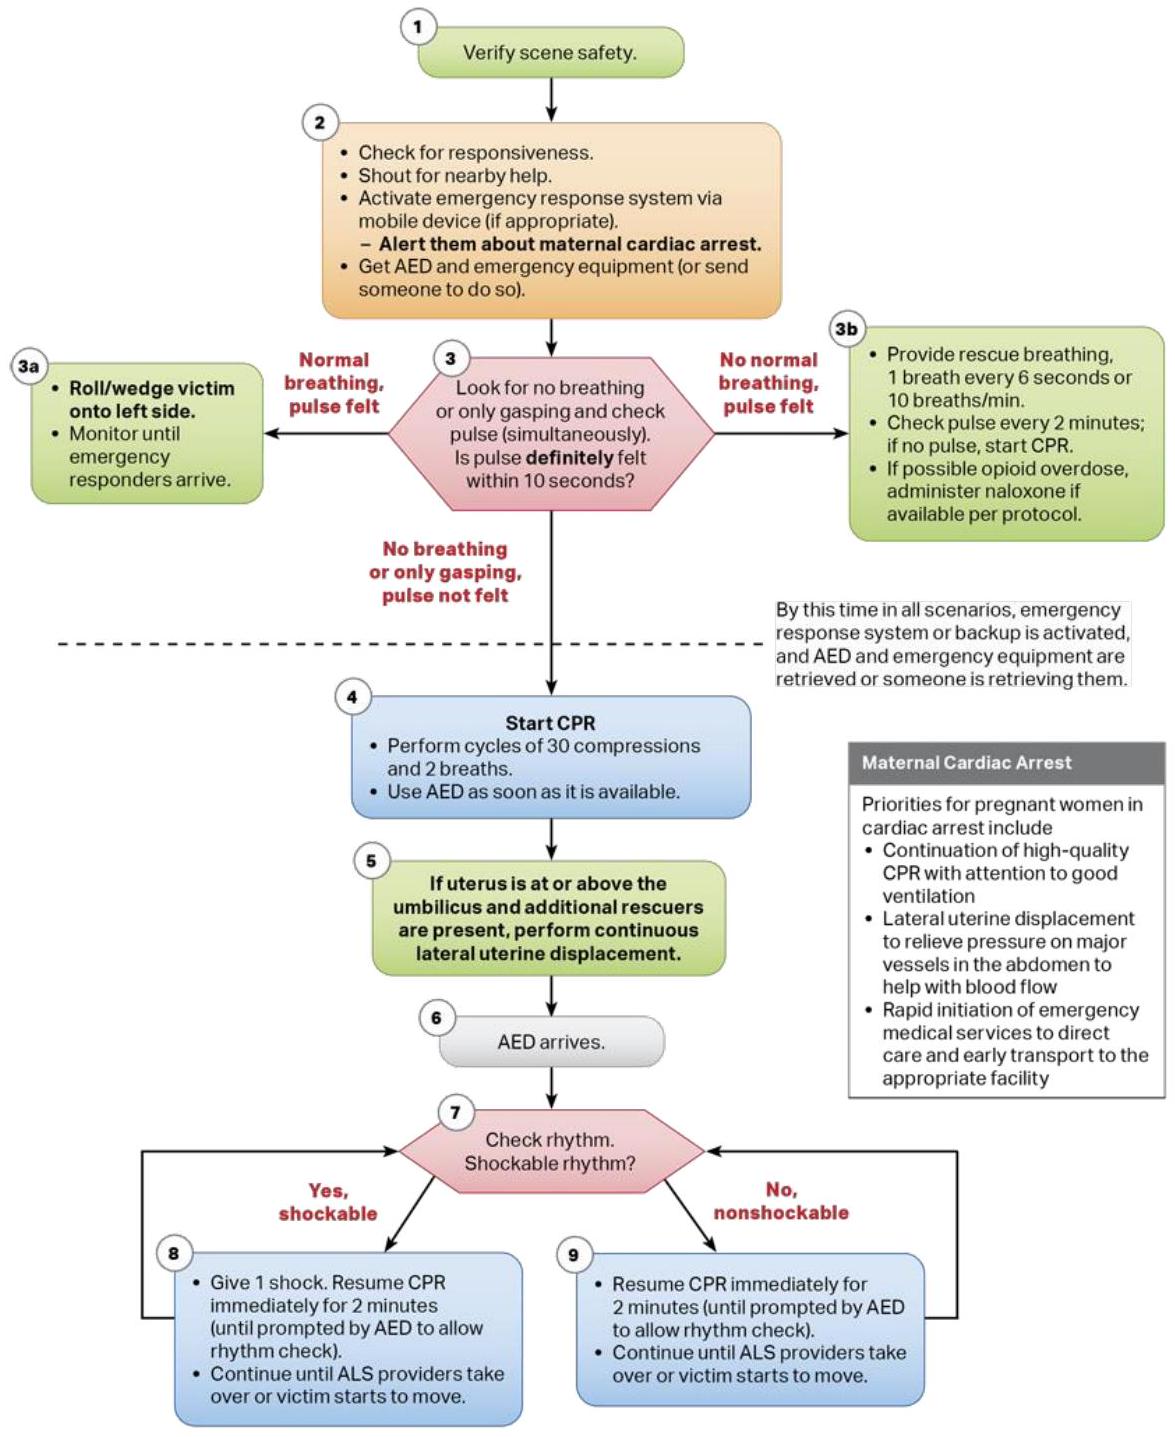 1
Verify scene safety.
2
• Check for responsiveness.
• Shout for nearby help.
• Activate emergency response system via
mobile device (if appropriate).
– Alert them about maternal cardiac arrest.
• Get AED and emergency equipment (or send
someone to do so).
3a
• Roll/wedge victim
onto left side.
• Monitor until
emergency
responders arrive.
Normal
breathing,
pulse felt
3
Look for no breathing
or only gasping and check
pulse (simultaneously).
Is pulse definitely felt
within 10 seconds?
No normal
breathing,
pulse felt
3b
• Provide rescue breathing,
1 breath every 6 seconds or
10 breaths/min.
• Check pulse every 2 minutes;
if no pulse, start CPR.
• If possible opioid overdose,
administer naloxone if
available per protocol.
No breathing
or only gasping,
pulse not felt
By this time in all scenarios, emergency
response system or backup is activated,
and AED and emergency equipment are
retrieved or someone is retrieving them.
4
Start CPR
• Perform cycles of 30 compressions
and 2 breaths.
• Use AED as soon as it is available.
5
If uterus is at or above the
umbilicus and additional rescuers
are present, perform continuous
lateral uterine displacement.
Maternal Cardiac Arrest
Priorities for pregnant women in
cardiac arrest include
• Continuation of high-quality
CPR with attention to good
ventilation
• Lateral uterine displacement
to relieve pressure on major
vessels in the abdomen to
help with blood flow
• Rapid initiation of emergency
medical services to direct
care and early transport to the
appropriate facility
6
AED arrives.
7
Check rhythm.
Shockable rhythm?
Yes,
shockable
No,
nonshockable
8
• Give 1 shock. Resume CPR
immediately for 2 minutes
(until prompted by AED to allow
rhythm check).
• Continue until ALS providers take
over or victim starts to move.
9
• Resume CPR immediately for
2 minutes (until prompted by AED
to allow rhythm check).
• Continue until ALS providers take
over or victim starts to move.